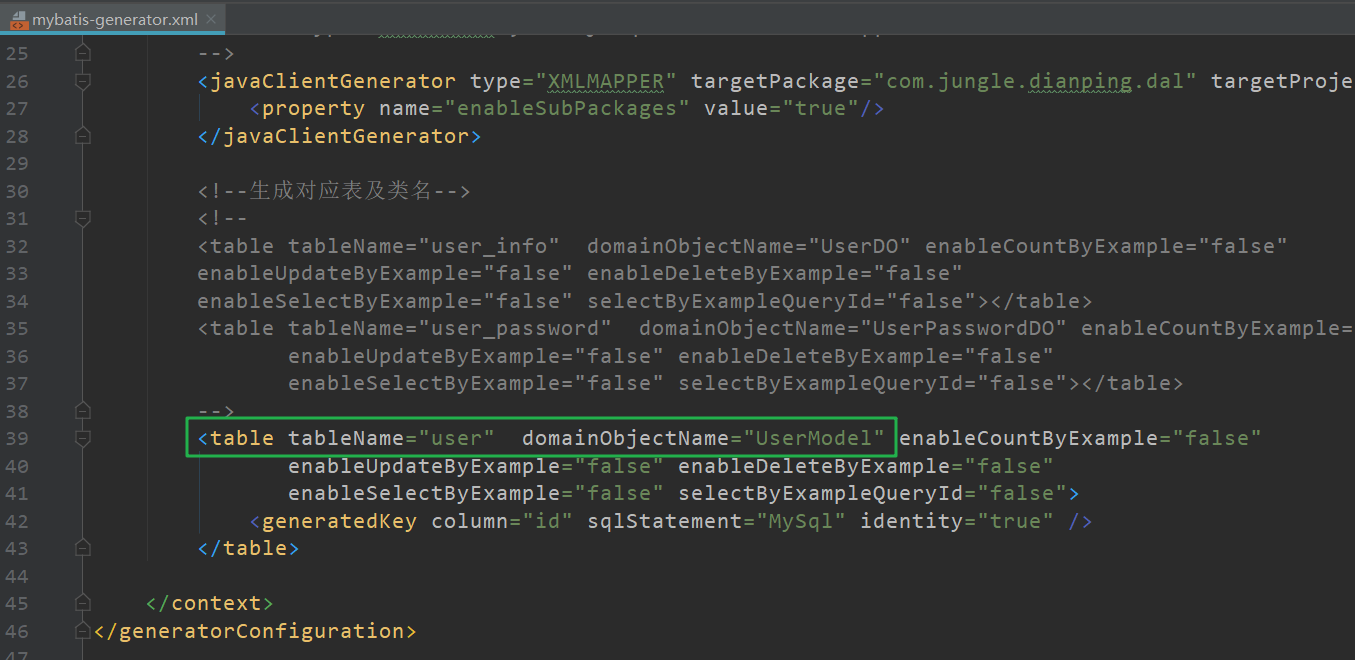 mybatis-generator.xml
25 -->
26 <javaClientGenerator type="XMLMAPPER" targetPackage="com.jungle.dianping.dal" targetProje
27 <property name="enableSubPackages" value="true"/>
28 </javaClientGenerator>
29
30 <!--生成对应表及类名-->
31 <!--
32 <table tableName="user_info"  domainObjectName="UserDO" enableCountByExample="false"
33 enableUpdateByExample="false" enableDeleteByExample="false"
34 enableSelectByExample="false" selectByExampleQueryId="false"></table>
35 <table tableName="user_password"  domainObjectName="UserPasswordDO" enableCountByExample=
36 enableUpdateByExample="false" enableDeleteByExample="false"
37 enableSelectByExample="false" selectByExampleQueryId="false"></table>
38 -->
39 <table tableName="user"  domainObjectName="UserModel" enableCountByExample="false"
40 enableUpdateByExample="false" enableDeleteByExample="false"
41 enableSelectByExample="false" selectByExampleQueryId="false">
42 <generatedKey column="id" sqlStatement="MySql" identity="true" />
43 </table>
44
45 </context>
46 </generatorConfiguration>
47